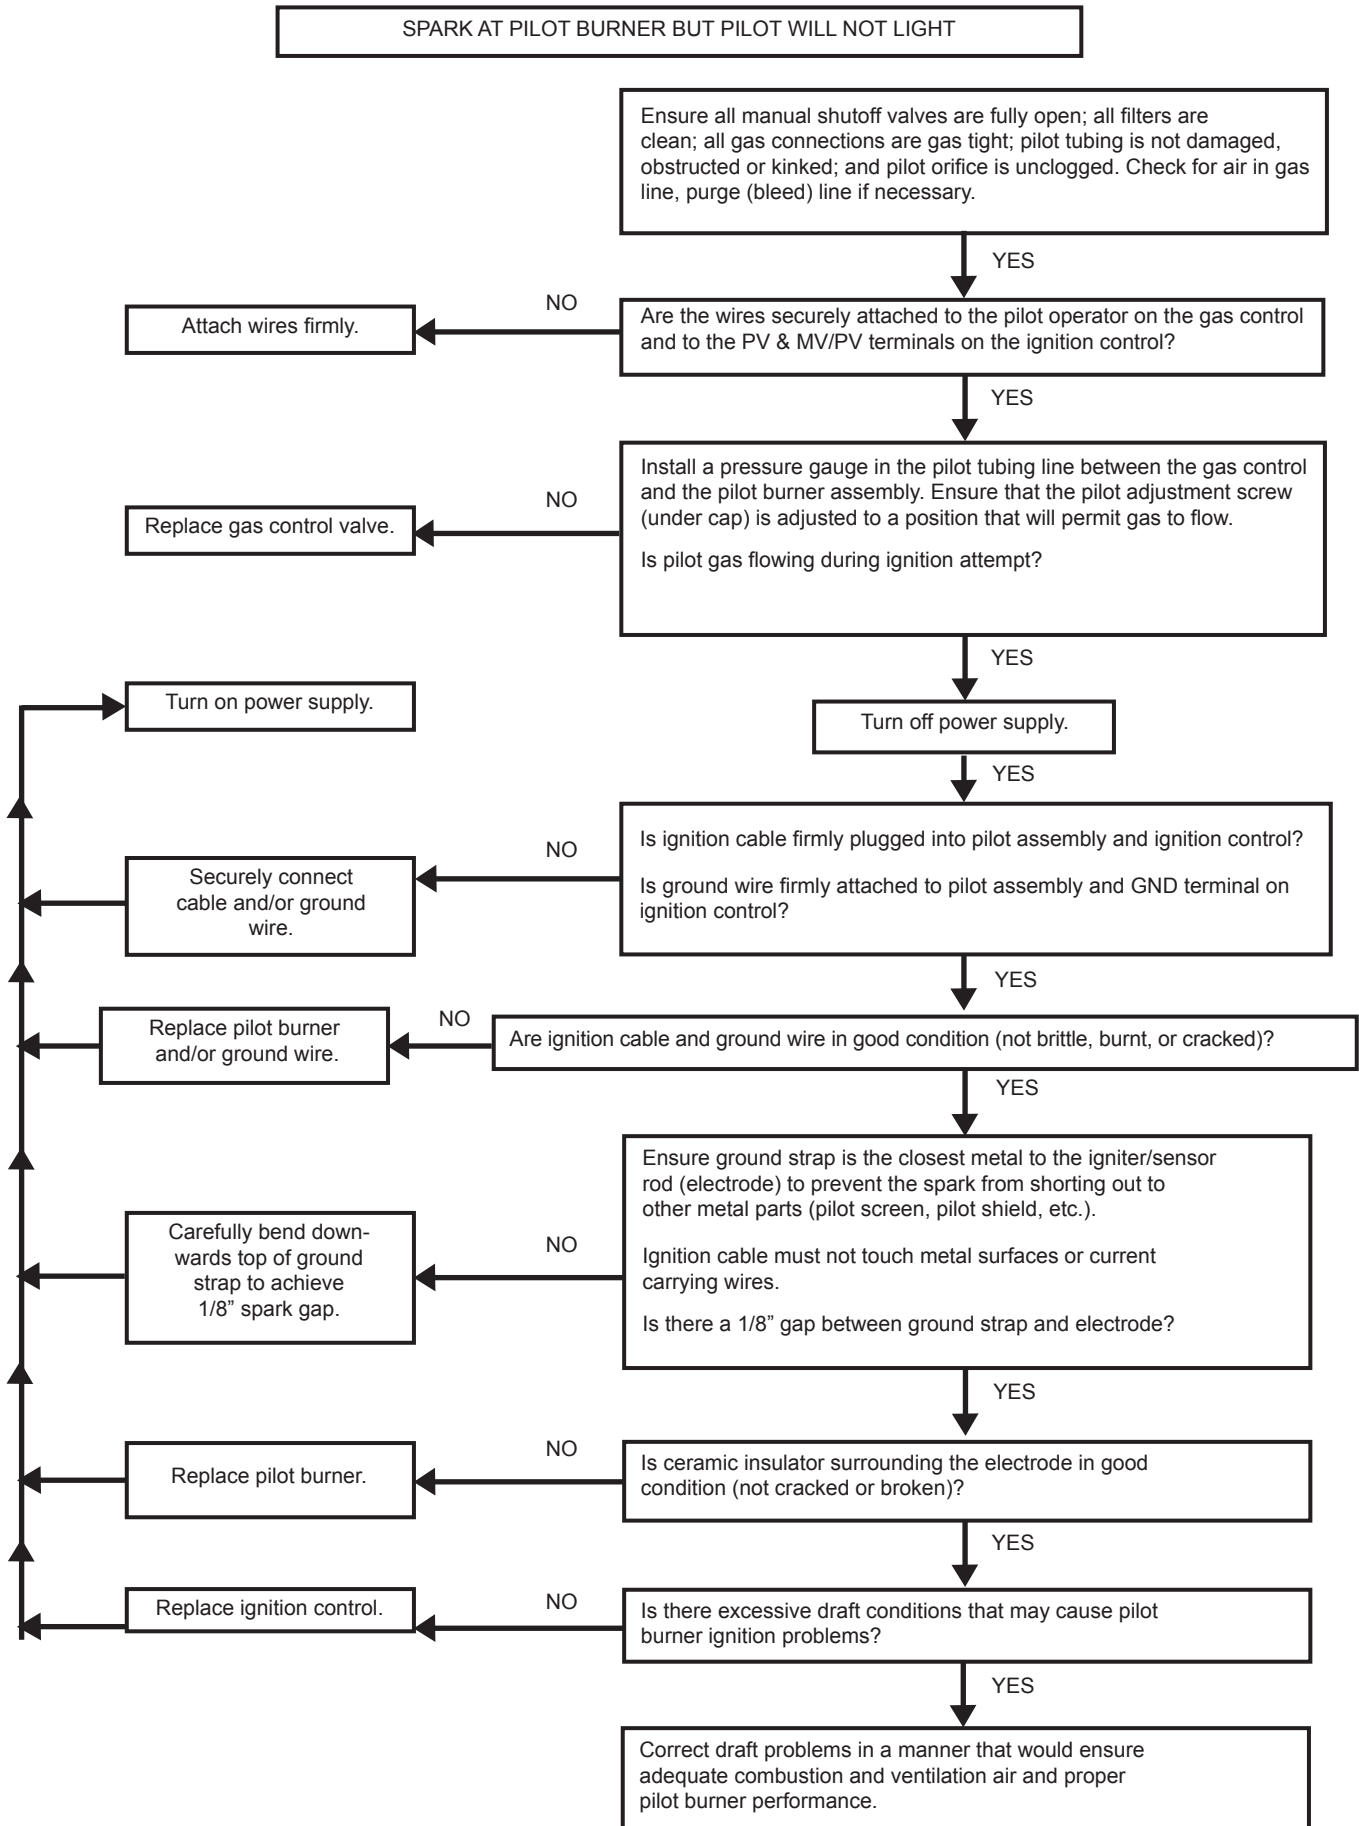 SPARK AT PILOT BURNER BUT PILOT WILL NOT LIGHT
Ensure all manual shutoff valves are fully open; all filters are
clean; all gas connections are gas tight; pilot tubing is not damaged,
obstructed or kinked; and pilot orifice is unclogged. Check for air in gas
line, purge (bleed) line if necessary.
YES
NO
Attach wires firmly.
Are the wires securely attached to the pilot operator on the gas control
and to the PV & MV/PV terminals on the ignition control?
YES
Install a pressure gauge in the pilot tubing line between the gas control
and the pilot burner assembly. Ensure that the pilot adjustment screw
(under cap) is adjusted to a position that will permit gas to flow.
Is pilot gas flowing during ignition attempt?
NO
Replace gas control valve.
YES
Turn on power supply.
Turn off power supply.
YES
Is ignition cable firmly plugged into pilot assembly and ignition control?
Is ground wire firmly attached to pilot assembly and GND terminal on
ignition control?
NO
Securely connect
cable and/or ground
wire.
YES
Are ignition cable and ground wire in good condition (not brittle, burnt, or cracked)?
NO
Replace pilot burner
and/or ground wire.
YES
Ensure ground strap is the closest metal to the igniter/sensor
rod (electrode) to prevent the spark from shorting out to
other metal parts (pilot screen, pilot shield, etc.).
Ignition cable must not touch metal surfaces or current
carrying wires.
Is there a 1/8” gap between ground strap and electrode?
NO
Carefully bend down-
wards top of ground
strap to achieve
1/8” spark gap.
YES
Is ceramic insulator surrounding the electrode in good
condition (not cracked or broken)?
NO
Replace pilot burner.
YES
Is there excessive draft conditions that may cause pilot
burner ignition problems?
NO
Replace ignition control.
YES
Correct draft problems in a manner that would ensure
adequate combustion and ventilation air and proper
pilot burner performance.